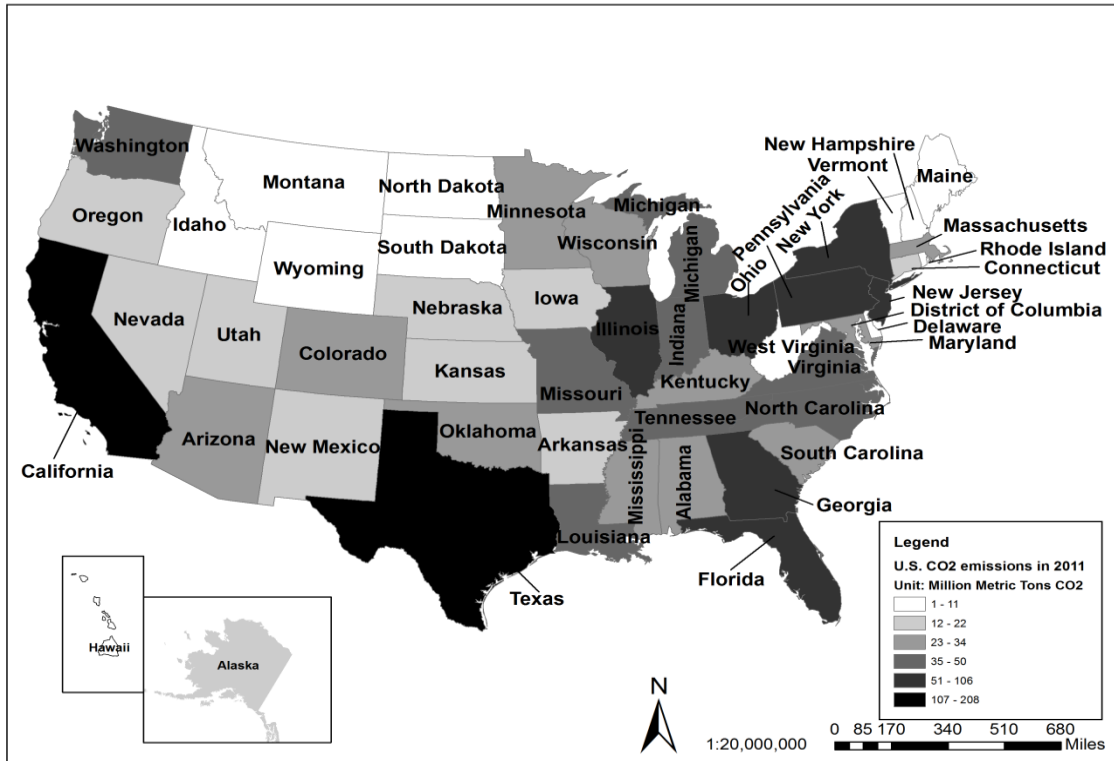 Washington
Montana
North Dakota
Minnesota
Michigan
New Hampshire
Vermont
Maine
Oregon
Idaho
South Dakota
Wisconsin
Michigan
Pennsylvania
New York
Massachusetts
Rhode Island
Connecticut
Wyoming
Nebraska
Iowa
Ohio
New Jersey
District of Columbia
Delaware
Maryland
Nevada
Utah
Colorado
Kansas
Illinois
Indiana
West Virginia
Virginia
Missouri
Kentucky
California
Arizona
New Mexico
Oklahoma
Arkansas
Tennessee
North Carolina
South Carolina
Mississippi
Alabama
Georgia
Louisiana
Texas
Florida
Hawaii
Alaska
Legend
U.S. CO2 emissions in 2011
Unit: Million Metric Tons CO2
1 - 11
12 - 22
23 - 34
35 - 50
51 - 106
107 - 208
N
1:20,000,000
0 85 170 340 510 680
Miles